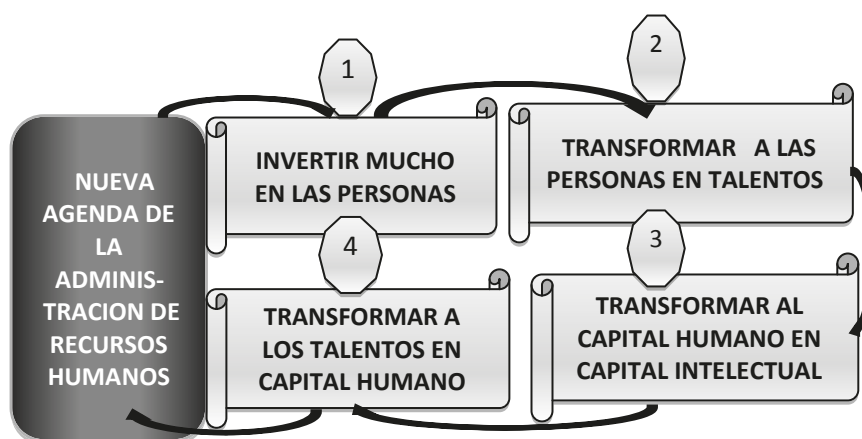 NUEVA
AGENDA DE
LA
ADMINIS-
TRACION DE
RECURSOS
HUMANOS
1
INVERTIR MUCHO
EN LAS PERSONAS
2
TRANSFORMAR A LAS
PERSONAS EN TALENTOS
3
TRANSFORMAR AL
CAPITAL HUMANO EN
CAPITAL INTELECTUAL
4
TRANSFORMAR A
LOS TALENTOS EN
CAPITAL HUMANO